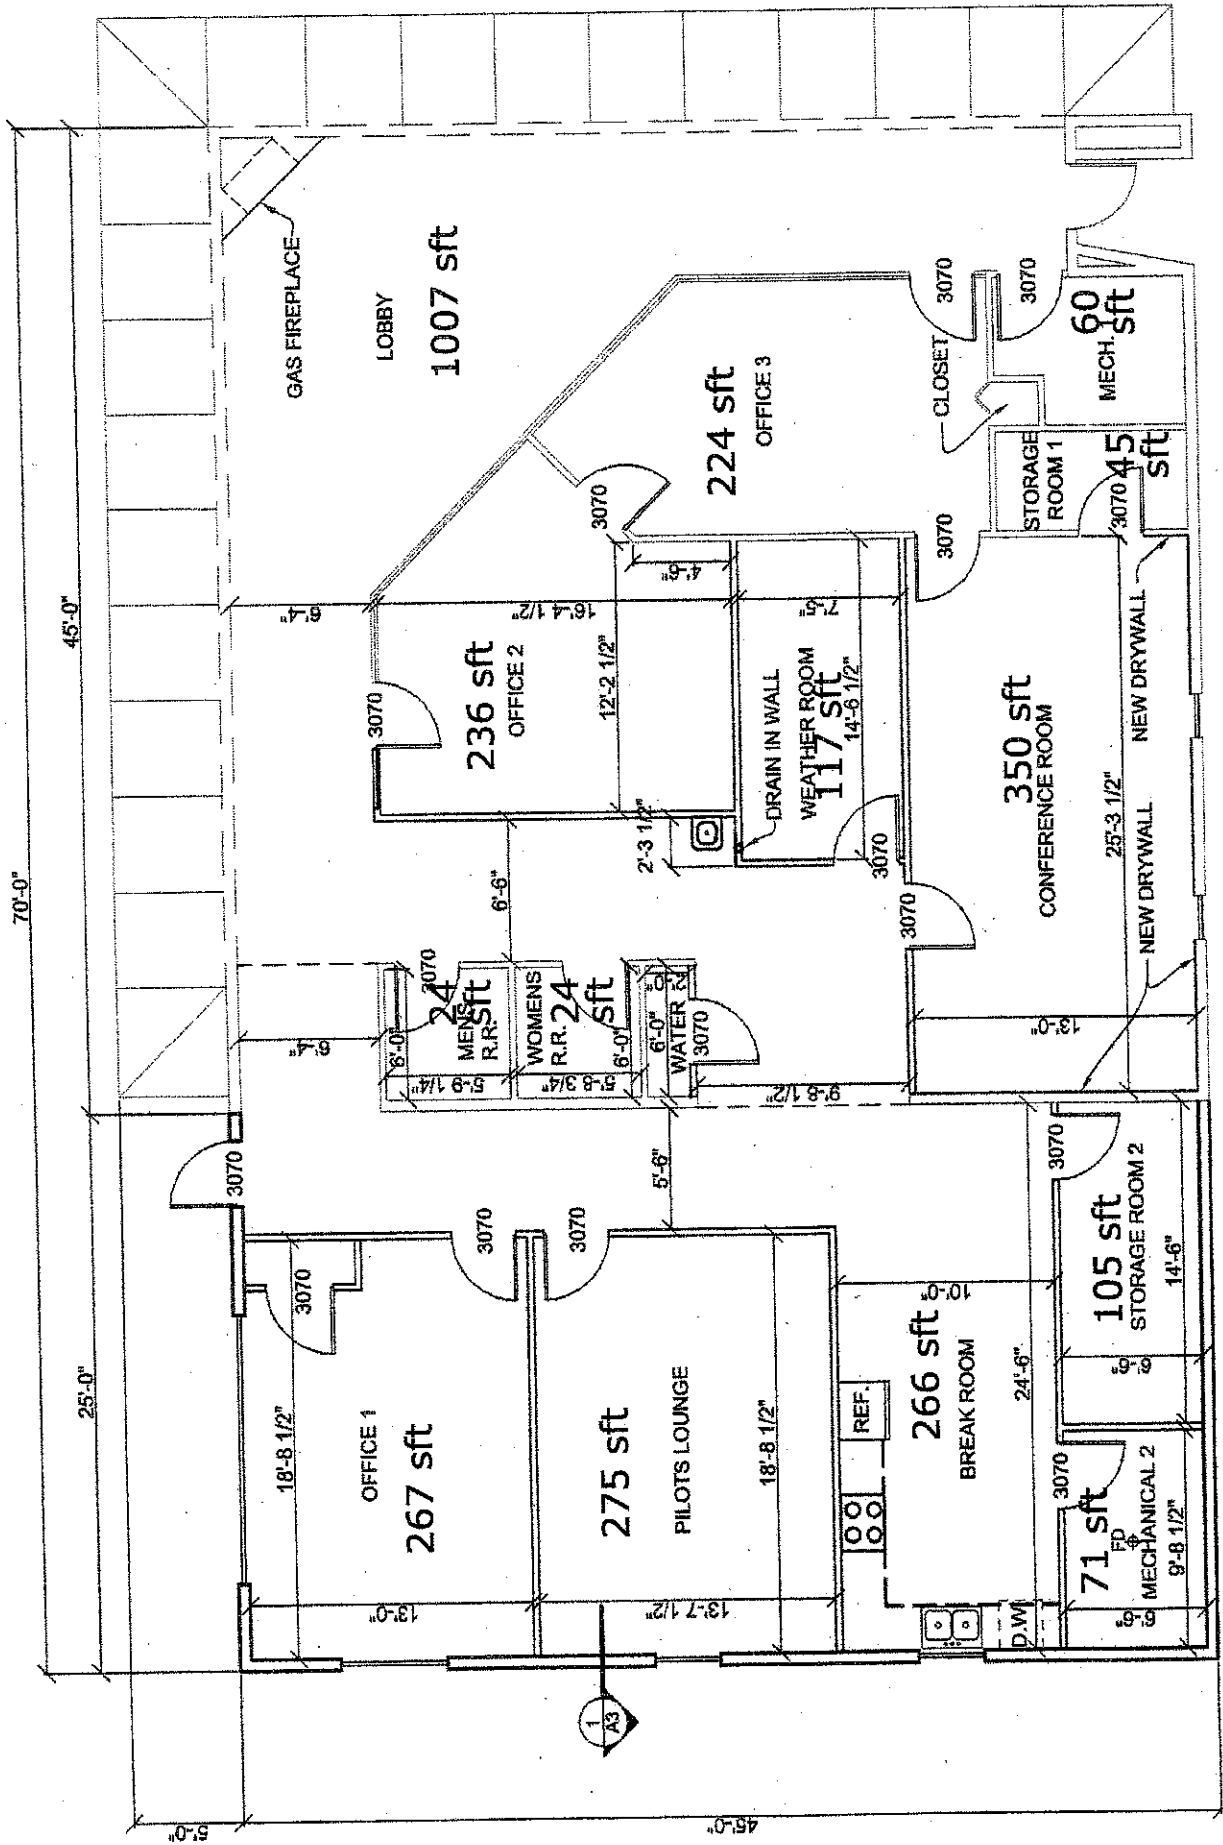 70'-0"
45'-0"
25'-0"
5'-0"
45'-0"
GAS FIREPLACE
LOBBY
1007 sft
6'-4"
16'-4 1/2"
3070
236 sft
OFFICE 2
12'-2 1/2"
4'-6"
3070
224 sft
OFFICE 3
3070
3070
CLOSET
60
sft
MECH. 1
STORAGE
ROOM 1
45
sft
3070
3070
7'-5"
DRAIN IN WALL
WEATHER ROOM
117 sft
14'-6 1/2"
3070
2'-3 1/2"
6'-6"
350 sft
CONFERENCE ROOM
25'-3 1/2"
NEW DRYWALL
NEW DRYWALL
13'-0"
3070
6'-4"
3070
24
sft
MENS
R.R.
6'-0"
5'-9 1/4"
WOMENS
R.R.
24
sft
6'-0"
5'-8 3/4"
2'-0"
6'-0"
WATER
3070
9'-8 1/2"
3070
5'-6"
3070
3070
3070
18'-8 1/2"
OFFICE 1
267 sft
13'-0"
275 sft
PILOTS LOUNGE
18'-8 1/2"
13'-7 1/2"
10'-0"
REF.
266 sft
BREAK ROOM
24'-6"
D.W.
3070
105 sft
STORAGE ROOM 2
14'-6"
6'-6"
3070
71 sft
FD
MECHANICAL 2
9'-8 1/2"
6'-6"
1
A3